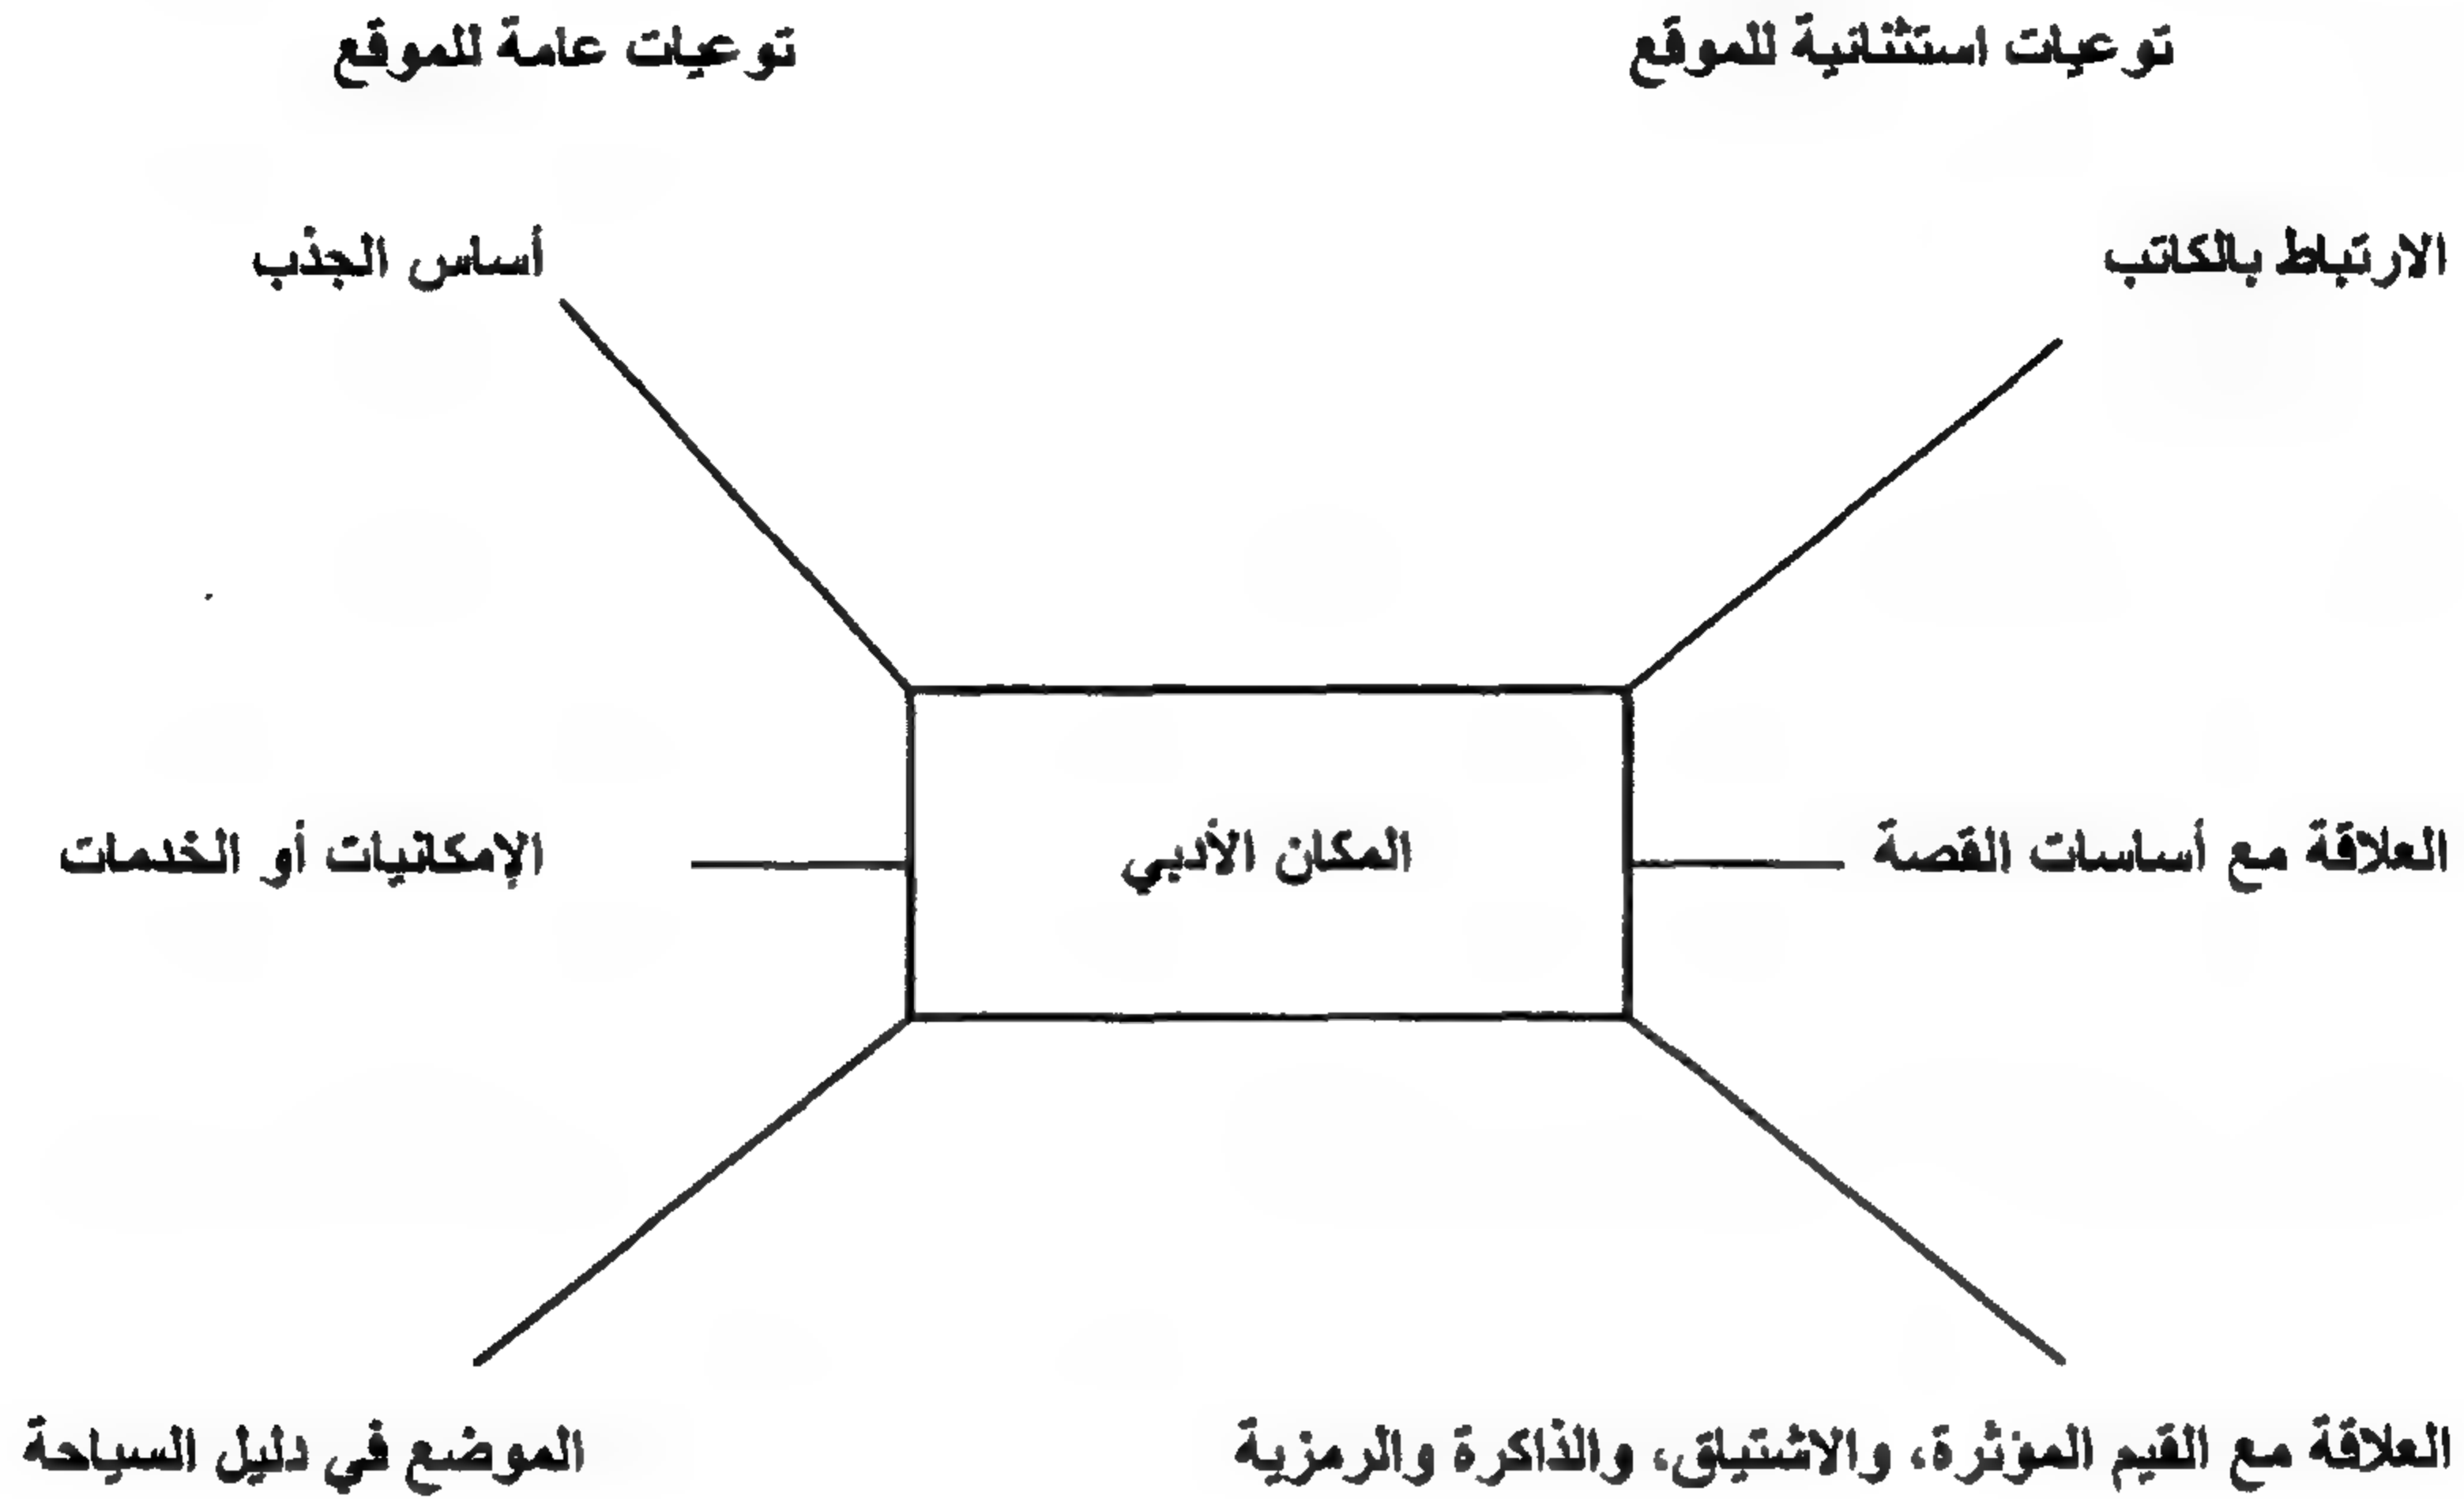 توعيات استثنائية للموقع
توعيات عامة للموقع
الارتباط بالكاتب
أساس الجذب
العلاقة مع أساسات القصة
المكان الأدبي
الإمكانيات أو الخدمات
العلاقة مع القيم المؤثرة، والاشتياق، والذاكرة والرمزية
الموضع في دليل السياحة